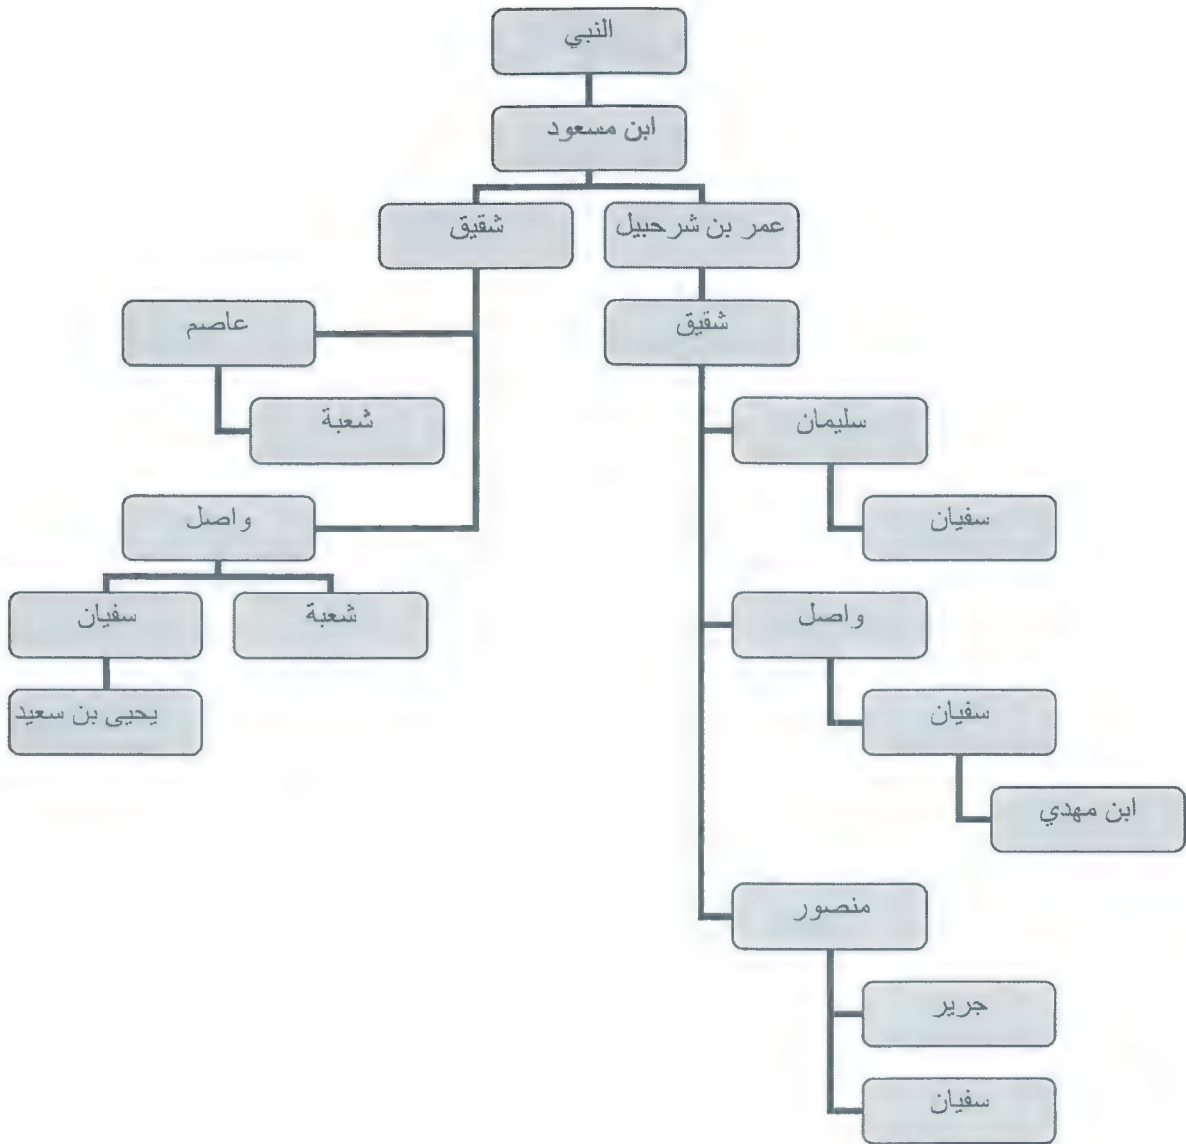 النبي
ابن مسعود
عمر بن شرحبيل
شقيق
شقيق
عاصم
شعبة
سليمان
سفيان
واصل
سفيان
شعبة
يحيى بن سعيد
واصل
سفيان
ابن مهدي
منصور
جرير
سفيان